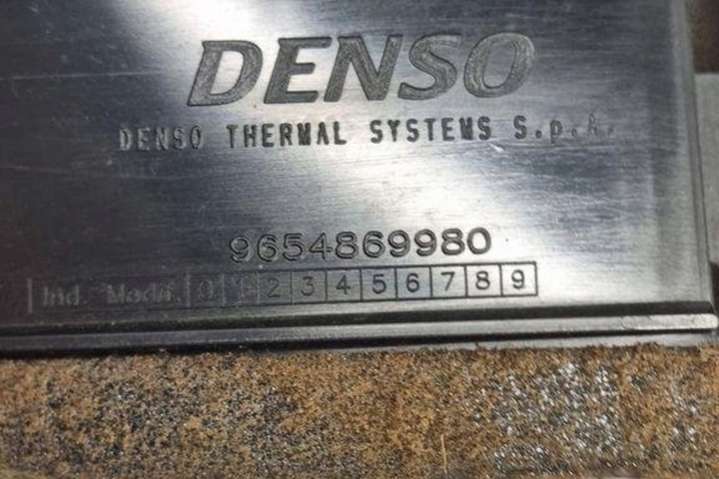 DENSO
DENSO THERMAL SYSTEMS S.p.A.
9654869980
Ind. Modif. 0 1 2 3 4 5 6 7 8 9